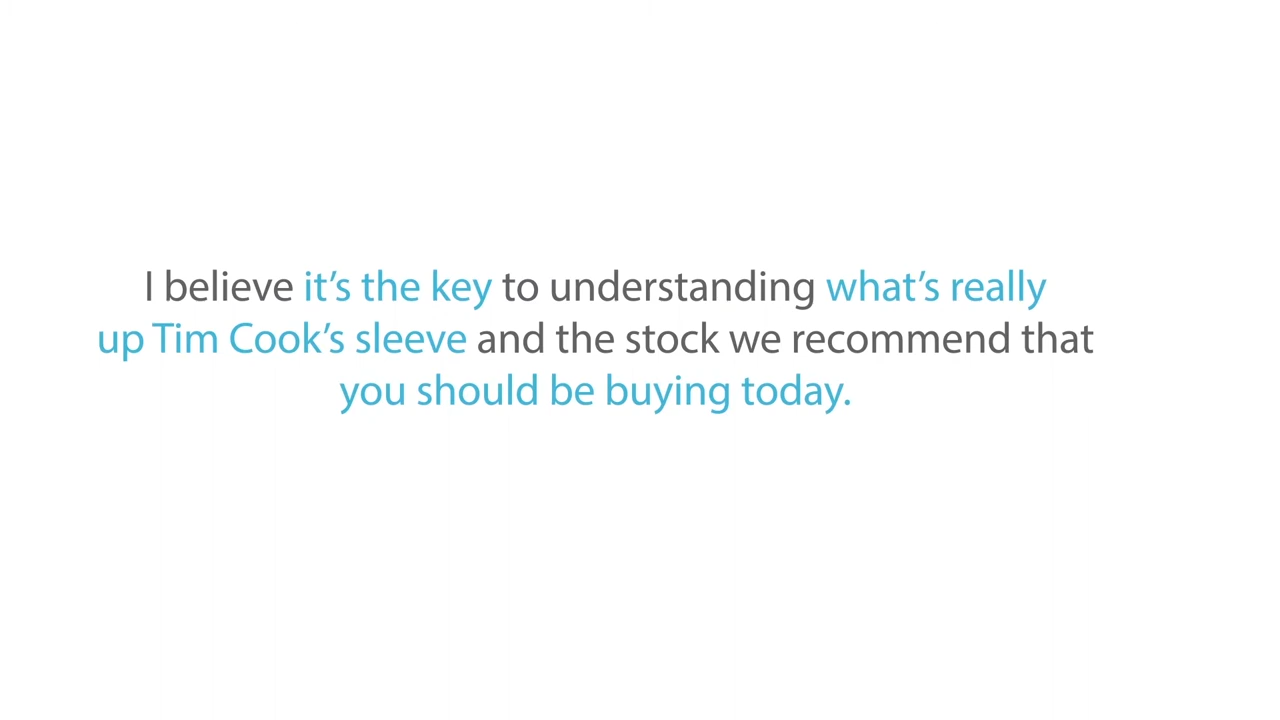 I believe it’s the key to understanding what’s really
up Tim Cook’s sleeve and the stock we recommend that
you should be buying today.